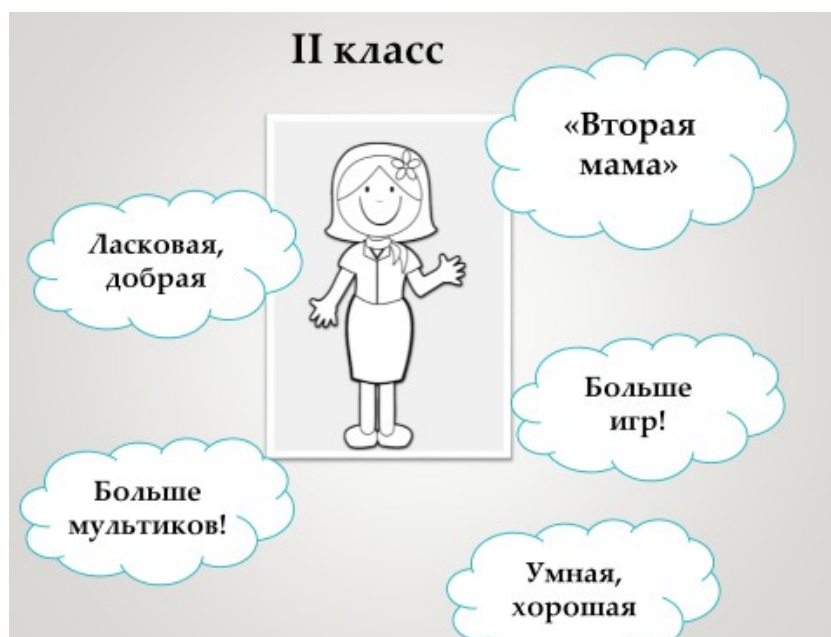 II класс
«Вторая
мама»
Ласковая,
добрая
Больше
игр!
Больше
мультиков!
Умная,
хорошая